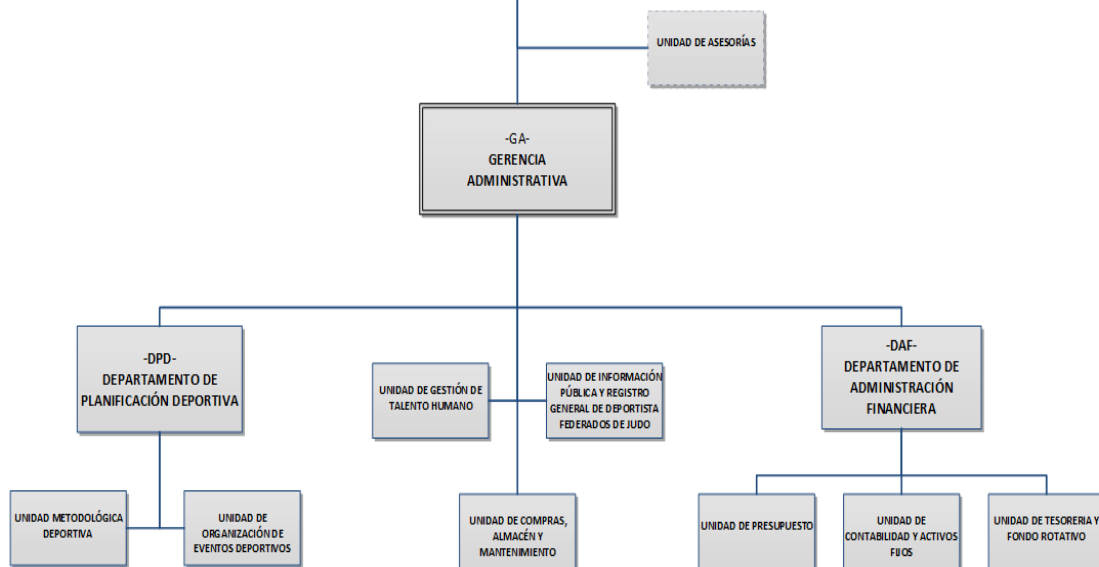 UNIDAD DE ASESORÍAS
-GA-
GERENCIA
ADMINISTRATIVA
-DPD-
DEPARTAMENTO DE
PLANIFICACIÓN DEPORTIVA
UNIDAD DE GESTIÓN DE
TALENTO HUMANO
UNIDAD DE INFORMACIÓN
PÚBLICA Y REGISTRO
GENERAL DE DEPORTISTA
FEDERADOS DE JUDO
-DAF-
DEPARTAMENTO DE
ADMINISTRACIÓN
FINANCIERA
UNIDAD METODOLÓGICA
DEPORTIVA
UNIDAD DE
ORGANIZACIÓN DE
EVENTOS DEPORTIVOS
UNIDAD DE COMPRAS,
ALMACÉN Y
MANTENIMIENTO
UNIDAD DE PRESUPUESTO
UNIDAD DE
CONTABILIDAD Y ACTIVOS
FIJOS
UNIDAD DE TESORERIA Y
FONDO ROTATIVO